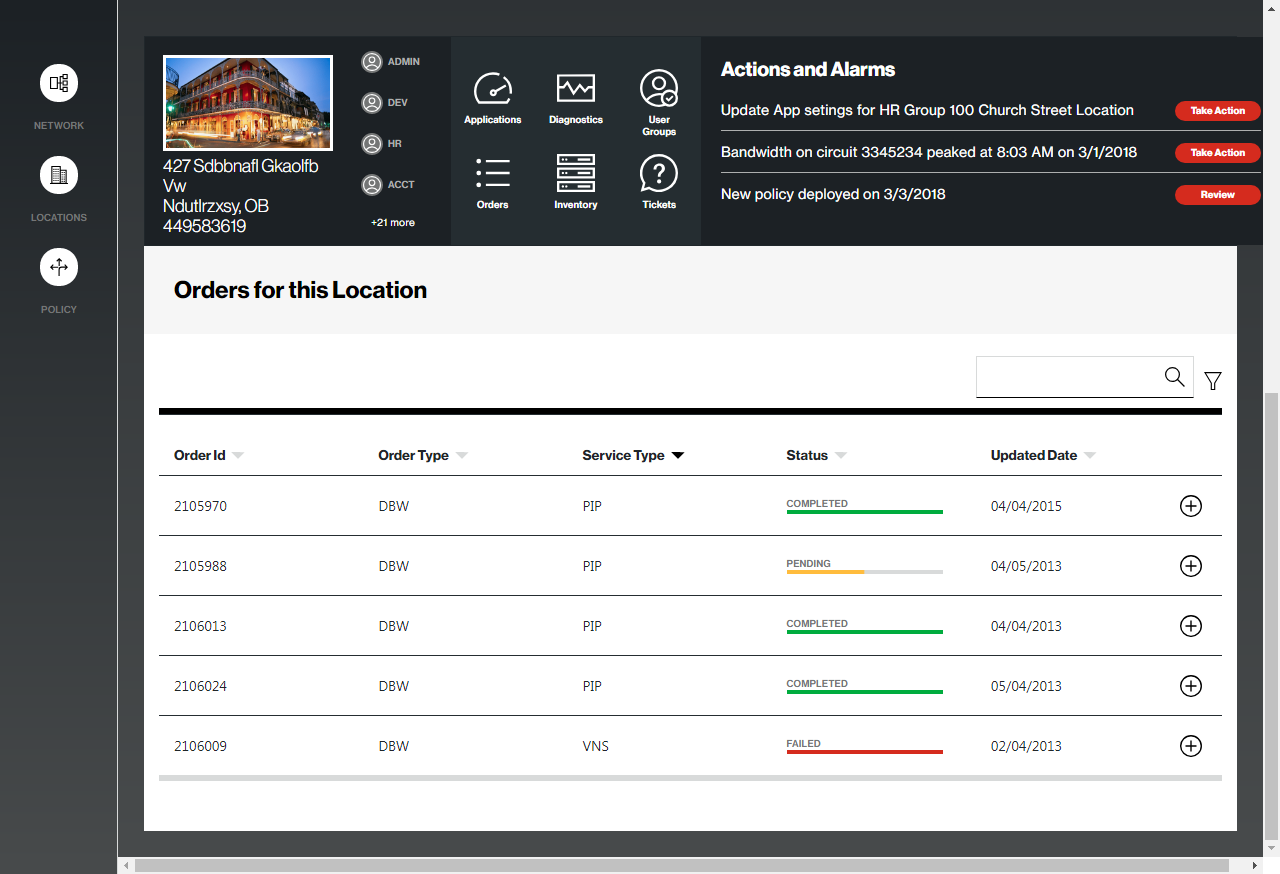 NETWORK
LOCATIONS
POLICY
427 Sdbbnafl Gkaolfb
Vw
Ndutlrzxsy, OB
449583619
ADMIN
DEV
HR
ACCT
+21 more
Applications
Diagnostics
User
Groups
Orders
Inventory
Tickets
Actions and Alarms
Update App setings for HR Group 100 Church Street Location Take Action
Bandwidth on circuit 3345234 peaked at 8:03 AM on 3/1/2018 Take Action
New policy deployed on 3/3/2018 Review
Orders for this Location
Order Id Order Type Service Type Status Updated Date
2105970 DBW PIP COMPLETED 04/04/2015
2105988 DBW PIP PENDING 04/05/2013
2106013 DBW PIP COMPLETED 04/04/2013
2106024 DBW PIP COMPLETED 05/04/2013
2106009 DBW VNS FAILED 02/04/2013